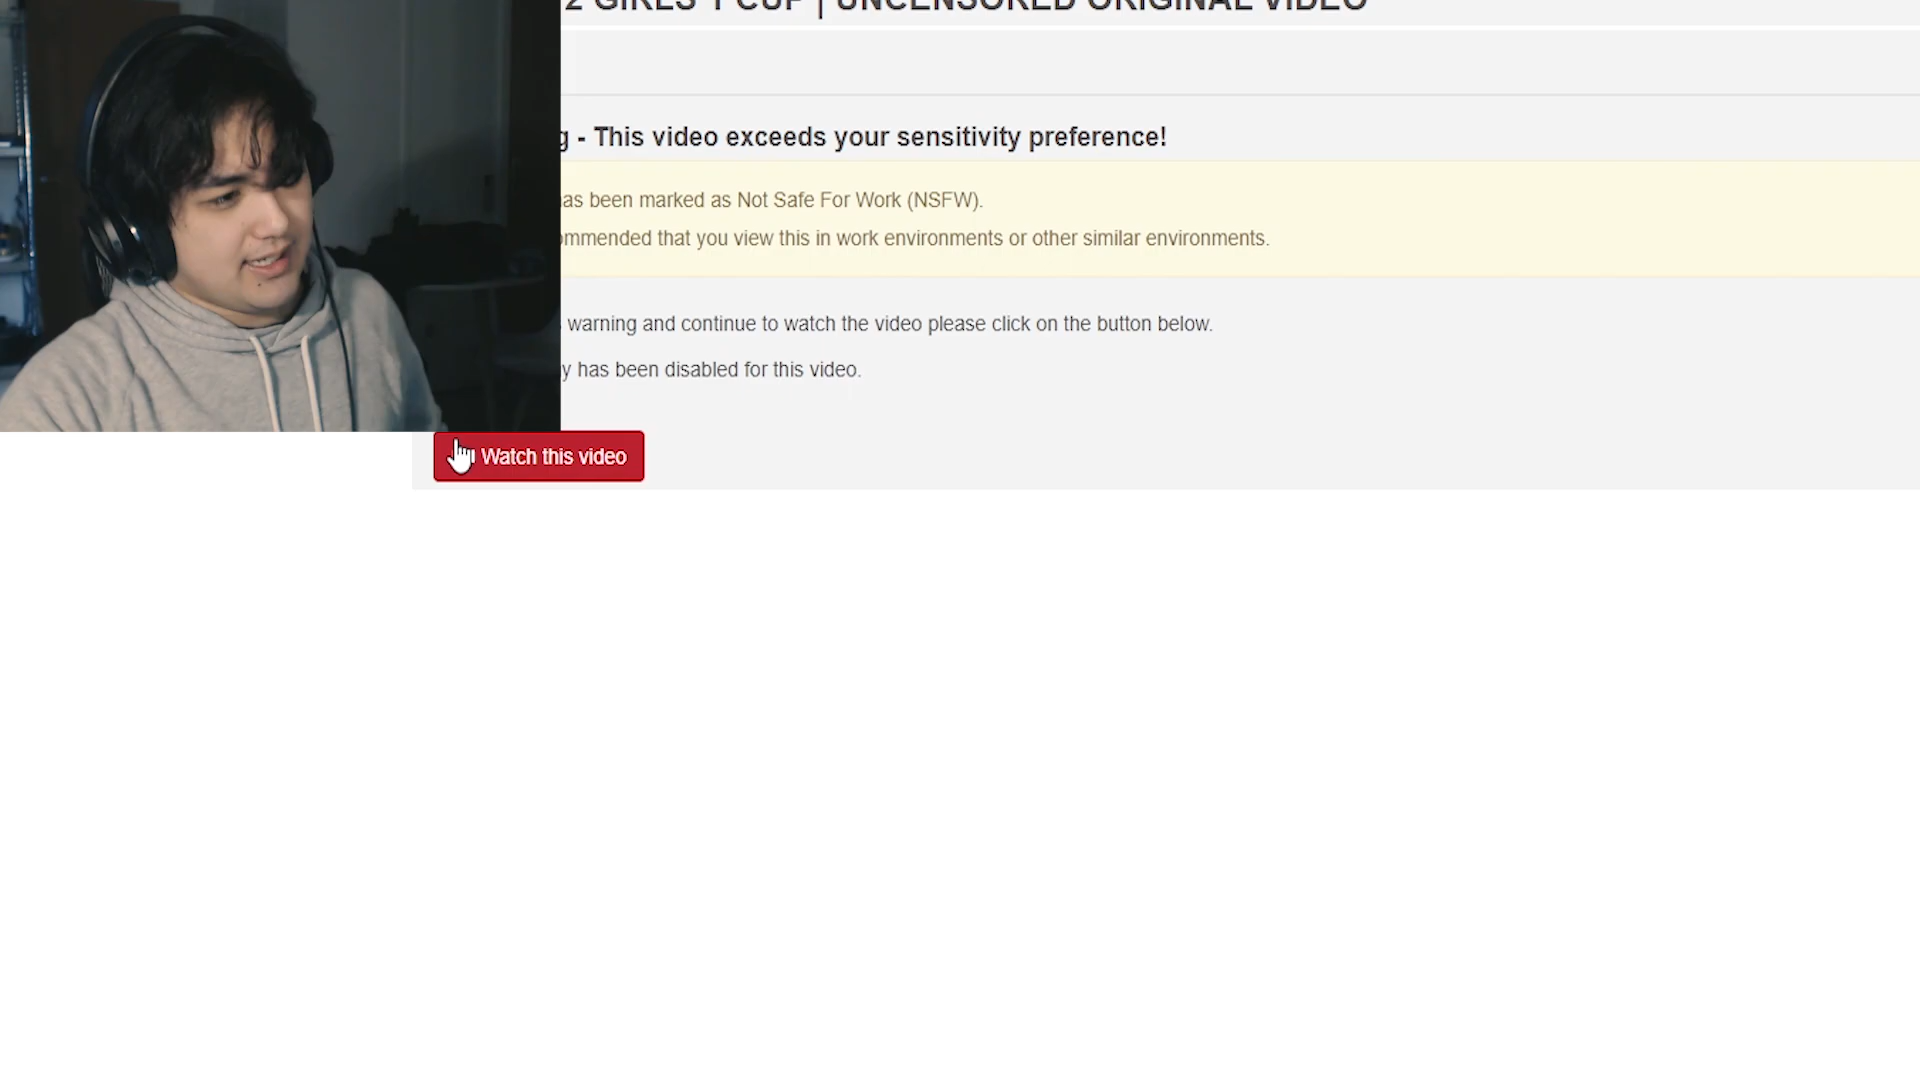 2 GIRLS 1 CUP | UNCENSORED ORIGINAL VIDEO
g - This video exceeds your sensitivity preference!
as been marked as Not Safe For Work (NSFW).
ommended that you view this in work environments or other similar environments.
warning and continue to watch the video please click on the button below.
y has been disabled for this video.
Watch this video